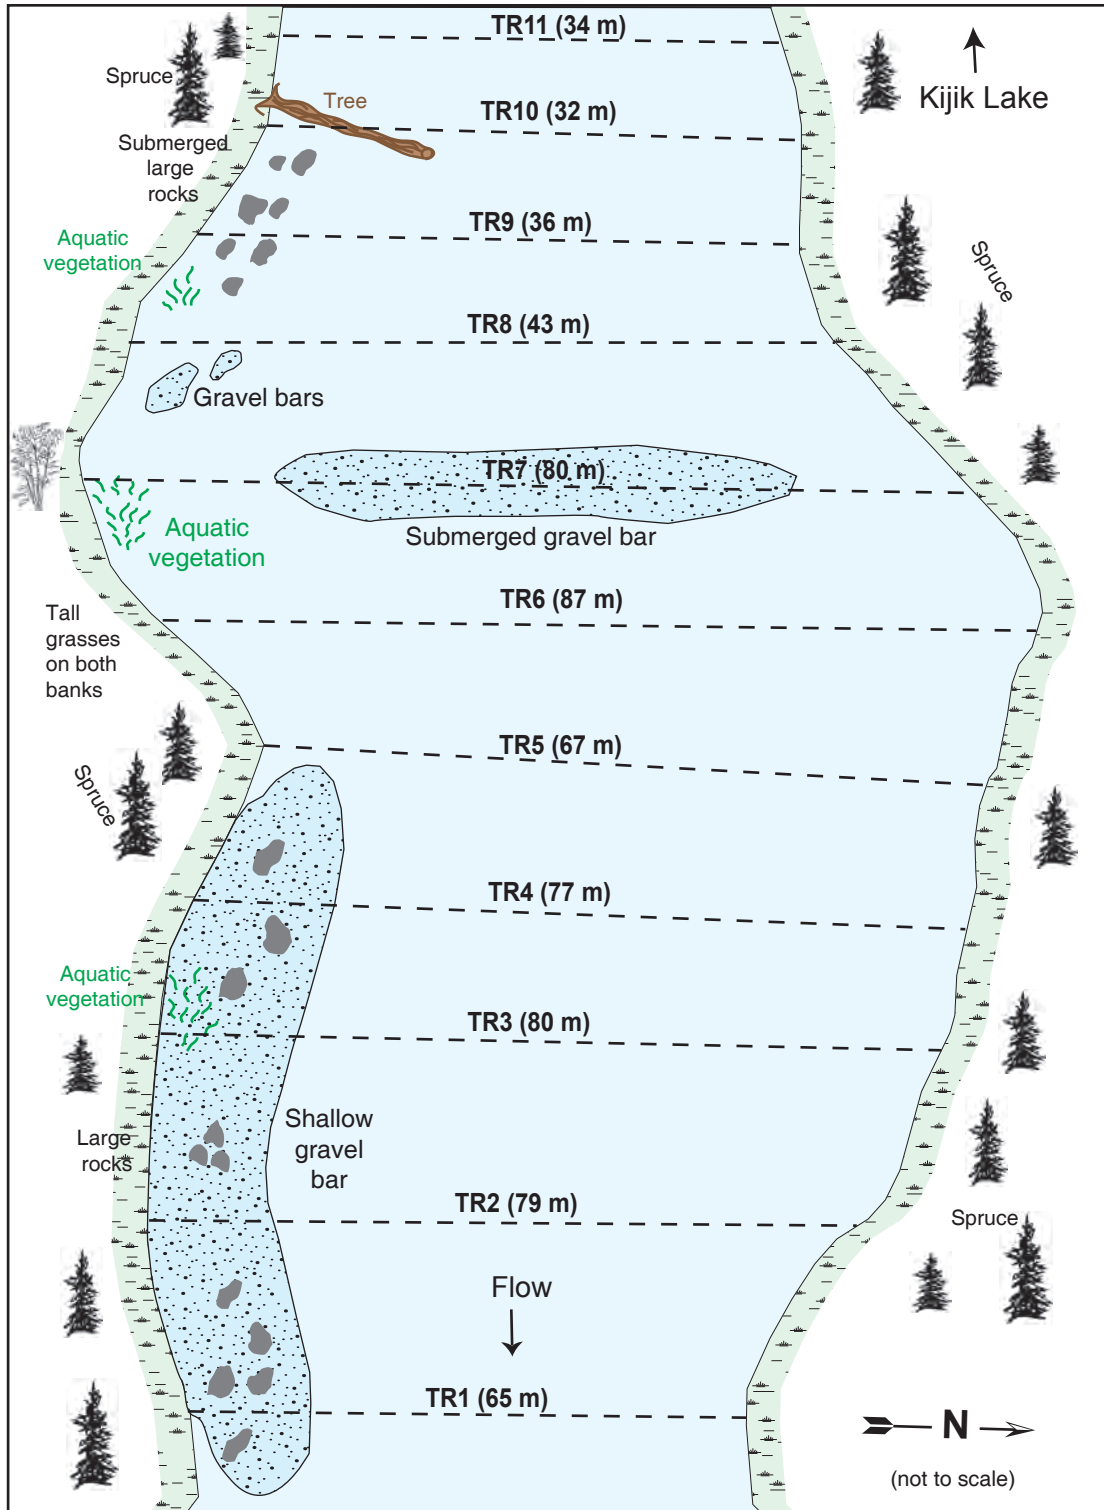 TR11 (34 m)
Spruce
Kijik Lake
Tree
TR10 (32 m)
Submerged
large
rocks
TR9 (36 m)
Aquatic
vegetation
Spruce
TR8 (43 m)
Gravel bars
TR7 (80 m)
Aquatic
vegetation
Submerged gravel bar
TR6 (87 m)
Tall
grasses
on both
banks
TR5 (67 m)
Spruce
TR4 (77 m)
Aquatic
vegetation
TR3 (80 m)
Large
rocks
Shallow
gravel
bar
TR2 (79 m)
Spruce
Flow
TR1 (65 m)
N
(not to scale)